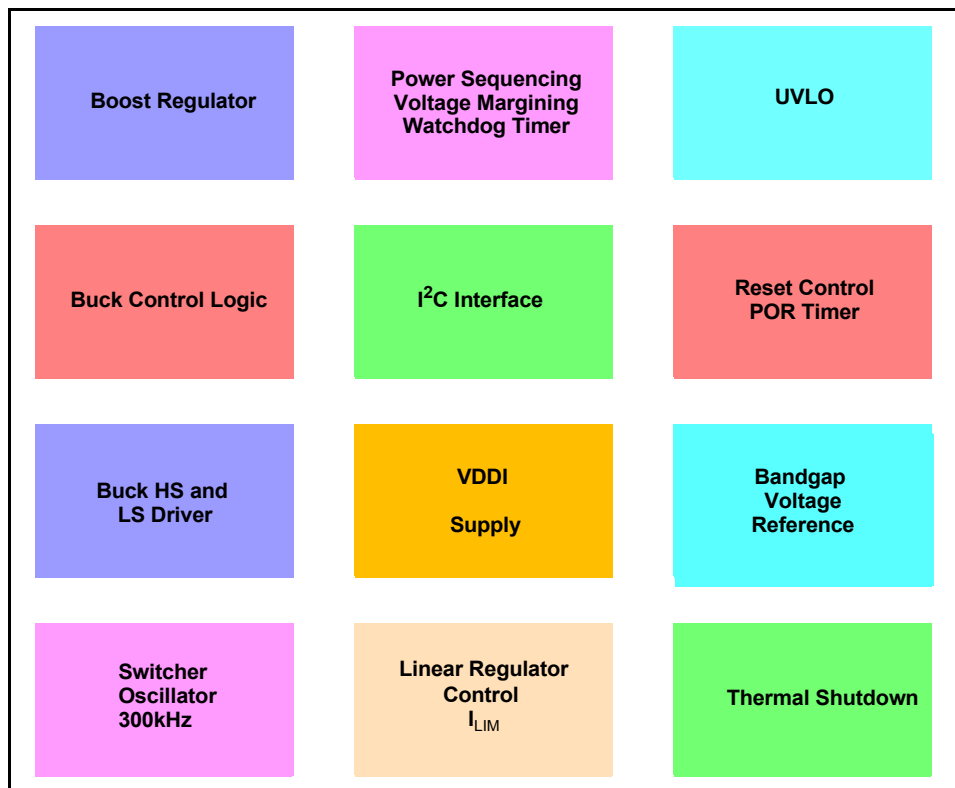 Boost Regulator
Power Sequencing
Voltage Margining
Watchdog Timer
UVLO
Buck Control Logic
I²C Interface
Reset Control
POR Timer
Buck HS and
LS Driver
VDDI
Supply
Bandgap
Voltage
Reference
Switcher
Oscillator
300kHz
Linear Regulator
Control
I_LIM
Thermal Shutdown